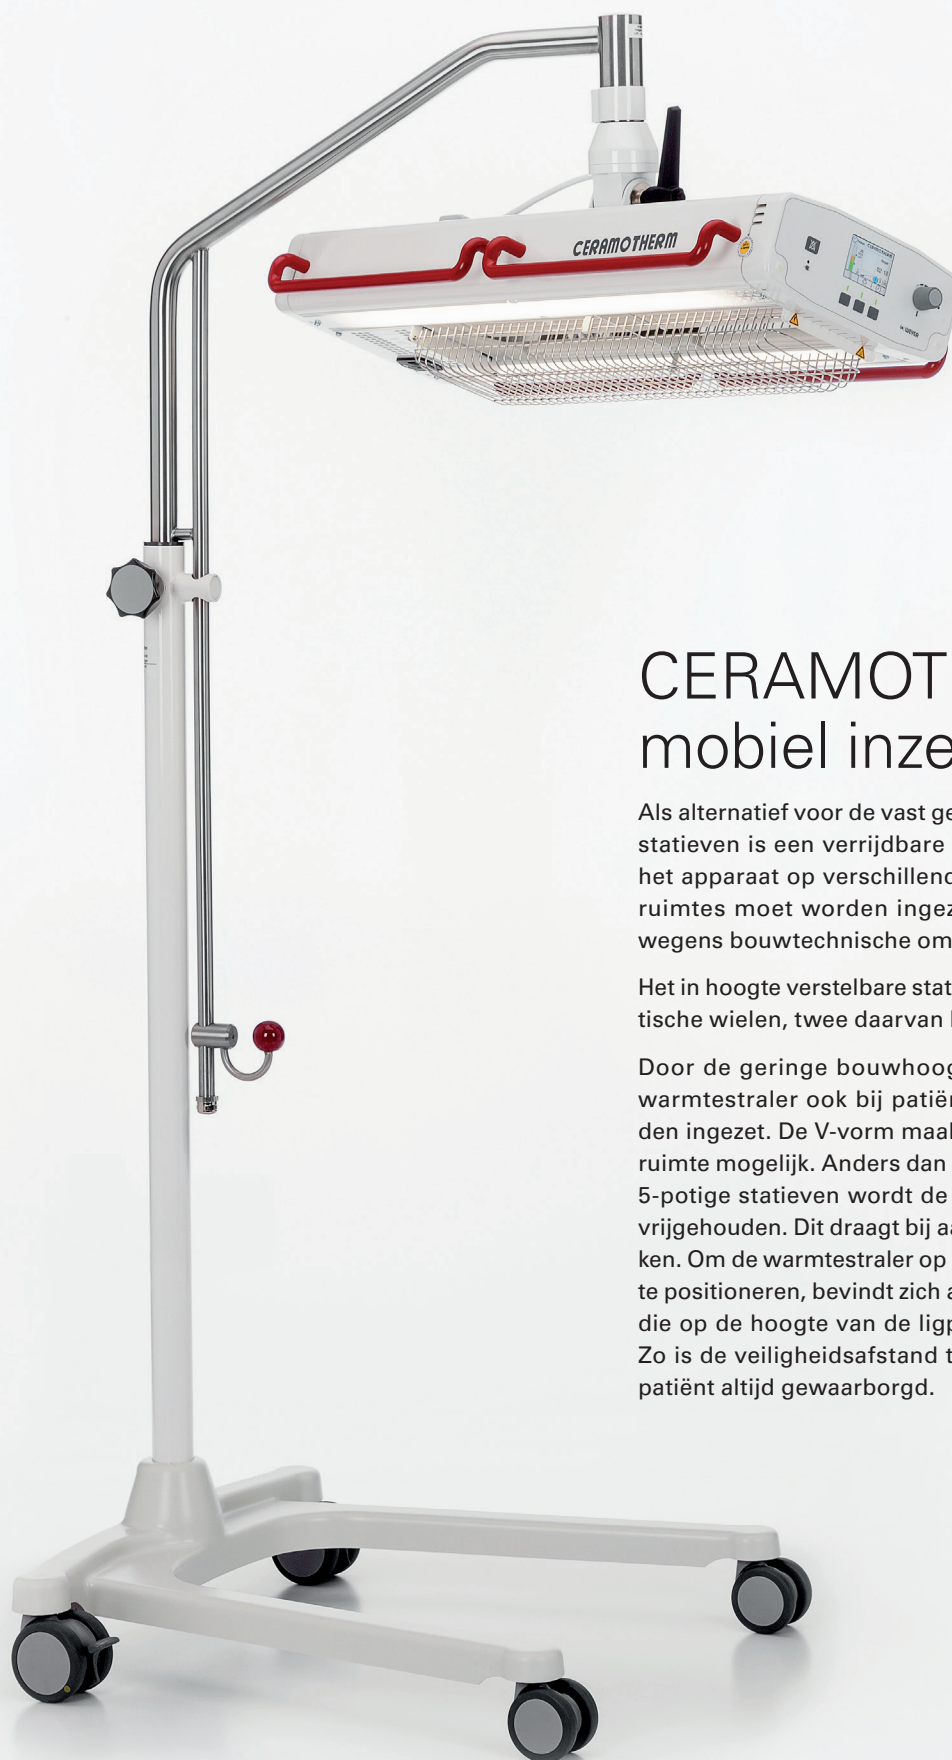 CERAMOTHERM
WEYER
CERAMOT
mobiel inze
Als alternatief voor de vast ge
statieven is een verrijdbare
het apparaat op verschillend
ruimtes moet worden ingez
wegens bouwtechnische om
Het in hoogte verstelbare stat
tische wielen, twee daarvan
Door de geringe bouwhoog
warmtestraler ook bij patiën
den ingezet. De V-vorm maa
ruimte mogelijk. Anders dan
5-potige statieven wordt de
vrijgehouden. Dit draagt bij aa
ken. Om de warmtestraler op
te positioneren, bevindt zich a
die op de hoogte van de ligp
Zo is de veiligheidsafstand t
patiënt altijd gewaarborgd.